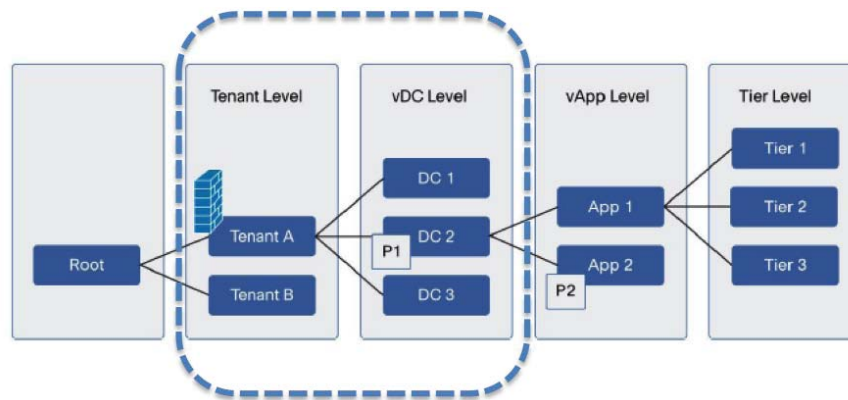 Tenant Level
vDC Level
vApp Level
Tier Level
Root
Tenant A
Tenant B
DC 1
P1
DC 2
DC 3
App 1
App 2
P2
Tier 1
Tier 2
Tier 3